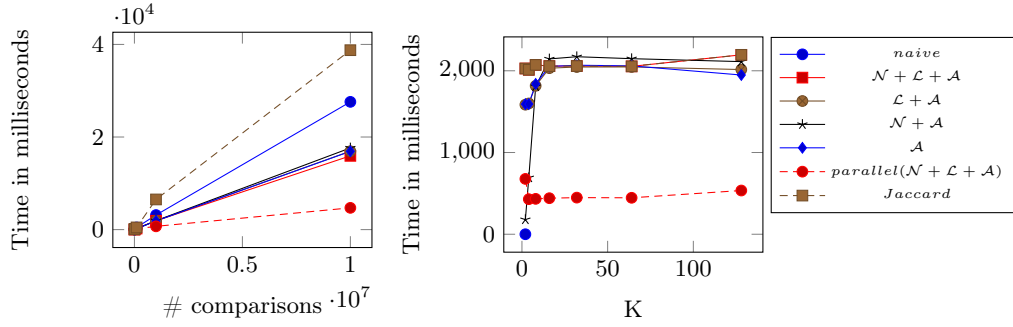 ·10^4
4
2
0
0
0.5
1
·10^7
Time in milliseconds
# comparisons
2,000
1,000
0
0
50
100
Time in milliseconds
K
naive
𝒩 + ℒ + 𝒜
ℒ + 𝒜
𝒩 + 𝒜
𝒜
parallel(𝒩 + ℒ + 𝒜)
Jaccard